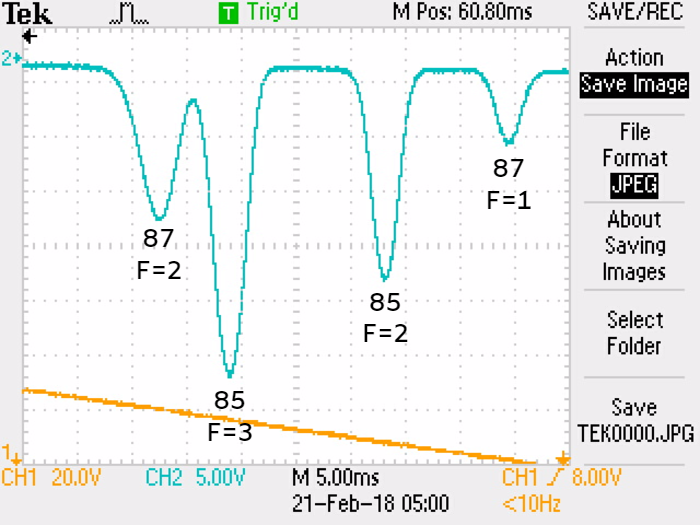 Tek T Trig'd M Pos: 60.80ms SAVE/REC
2
Action
Save Image
File
Format
JPEG
About
Saving
Images
Select
Folder
Save
TEK0000.JPG
87
F=2
85
F=3
85
F=2
87
F=1
1
CH1 20.0V CH2 5.00V M 5.00ms CH1 / 8.00V
21-Feb-18 05:00 <10Hz